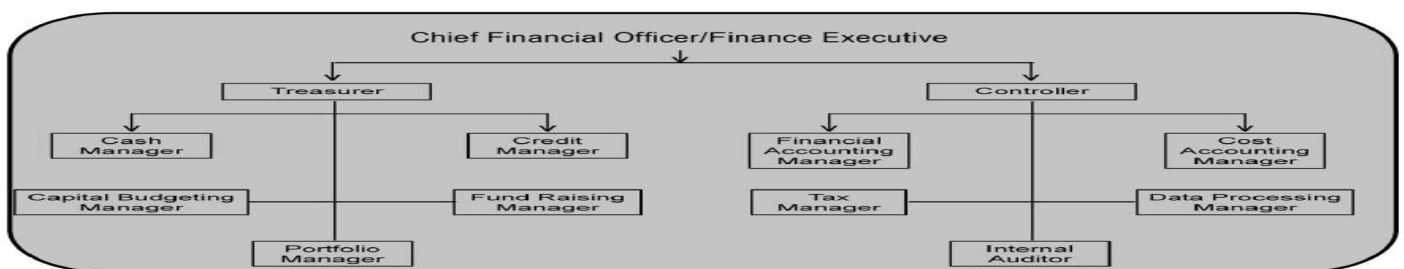 Chief Financial Officer/Finance Executive
Treasurer
Controller
Cash
Manager
Credit
Manager
Financial
Accounting
Manager
Cost
Accounting
Manager
Capital Budgeting
Manager
Fund Raising
Manager
Tax
Manager
Data Processing
Manager
Portfolio
Manager
Internal
Auditor